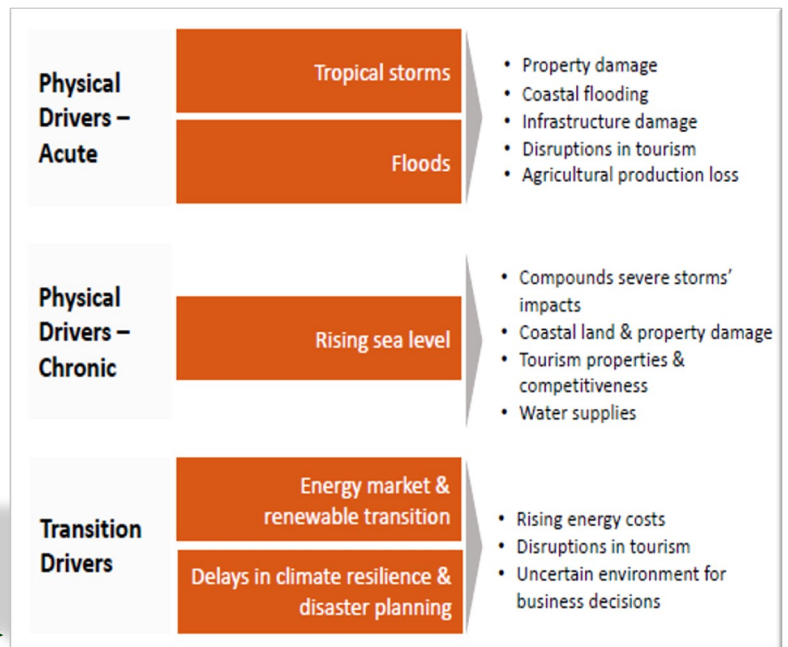 Physical
Drivers –
Acute
Tropical storms
Floods
• Property damage
• Coastal flooding
• Infrastructure damage
• Disruptions in tourism
• Agricultural production loss
Physical
Drivers –
Chronic
Rising sea level
• Compounds severe storms'
impacts
• Coastal land & property damage
• Tourism properties &
competitiveness
• Water supplies
Transition
Drivers
Energy market &
renewable transition
Delays in climate resilience &
disaster planning
• Rising energy costs
• Disruptions in tourism
• Uncertain environment for
business decisions